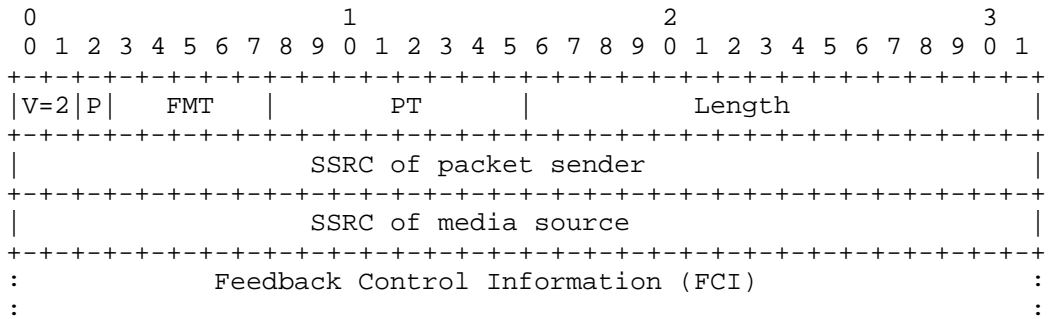 0                   1                   2                   3
 0 1 2 3 4 5 6 7 8 9 0 1 2 3 4 5 6 7 8 9 0 1 2 3 4 5 6 7 8 9 0 1
+-+-+-+-+-+-+-+-+-+-+-+-+-+-+-+-+-+-+-+-+-+-+-+-+-+-+-+-+-+-+-+-+
|V=2|P|   FMT   |       PT      |          Length               |
+-+-+-+-+-+-+-+-+-+-+-+-+-+-+-+-+-+-+-+-+-+-+-+-+-+-+-+-+-+-+-+-+
|                  SSRC of packet sender                        |
+-+-+-+-+-+-+-+-+-+-+-+-+-+-+-+-+-+-+-+-+-+-+-+-+-+-+-+-+-+-+-+-+
|                  SSRC of media source                         |
+-+-+-+-+-+-+-+-+-+-+-+-+-+-+-+-+-+-+-+-+-+-+-+-+-+-+-+-+-+-+-+-+
:            Feedback Control Information (FCI)                 :
:                                                               :